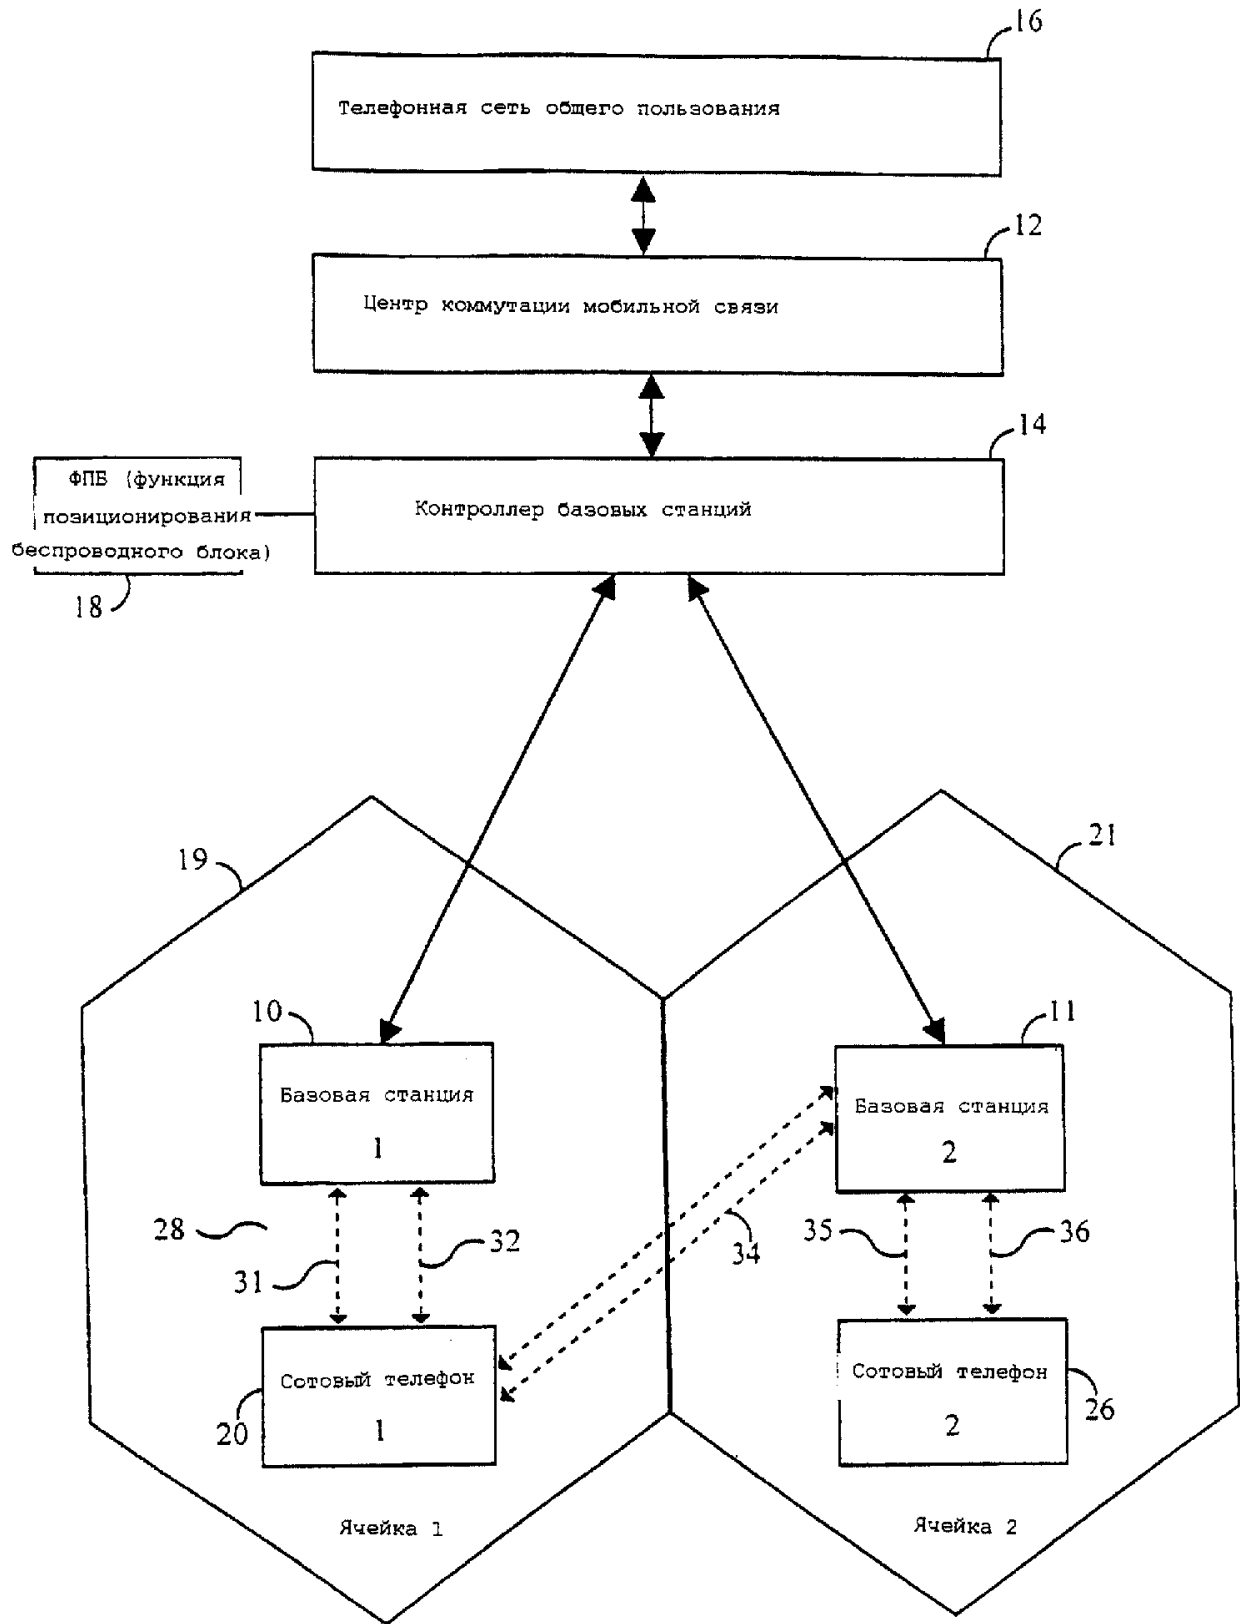 16
Телефонная сеть общего пользования
12
Центр коммутации мобильной связи
14
ФПБ (функция
позиционирования
беспроводного блока)
Контроллер базовых станций
18
19
21
10
11
Базовая станция
1
Базовая станция
2
28
31
32
34
35
36
Сотовый телефон
1
20
Сотовый телефон
2
26
Ячейка 1
Ячейка 2